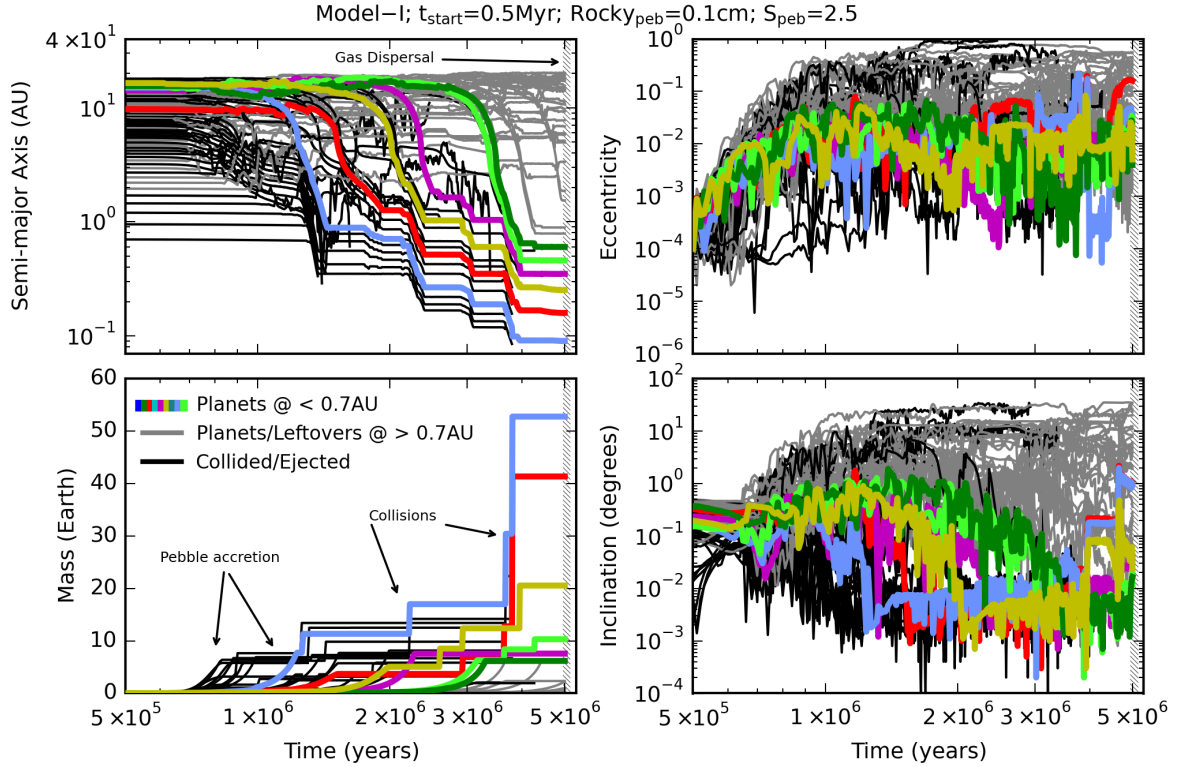 Model−I; t_start=0.5Myr; Rocky_peb=0.1cm; S_peb=2.5
4 ×10^1
10^1
10^0
10^−1
Semi-major Axis (AU)
Gas Dispersal
10^0
10^−1
10^−2
10^−3
10^−4
10^−5
10^−6
Eccentricity
60
50
40
30
20
10
0
Mass (Earth)
Planets @ < 0.7AU
Planets/Leftovers @ > 0.7AU
Collided/Ejected
Collisions
Pebble accretion
5 ×10^5
1 ×10^6
2 ×10^6
3 ×10^6
5 ×10^6
Time (years)
10^2
10^1
10^0
10^−1
10^−2
10^−3
10^−4
Inclination (degrees)
5 ×10^5
1 ×10^6
2 ×10^6
3 ×10^6
5 ×10^6
Time (years)